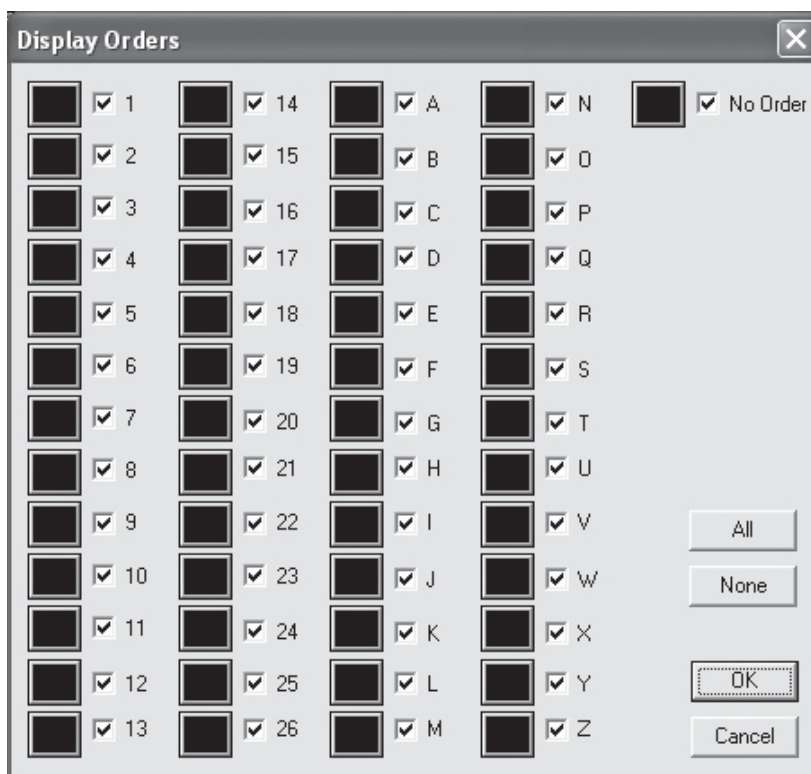 Display Orders
1 14 A N No Order
2 15 B O
3 16 C P
4 17 D Q
5 18 E R
6 19 F S
7 20 G T
8 21 H U
9 22 I V
All
10 23 J W
None
11 24 K X
12 25 L Y
OK
13 26 M Z
Cancel